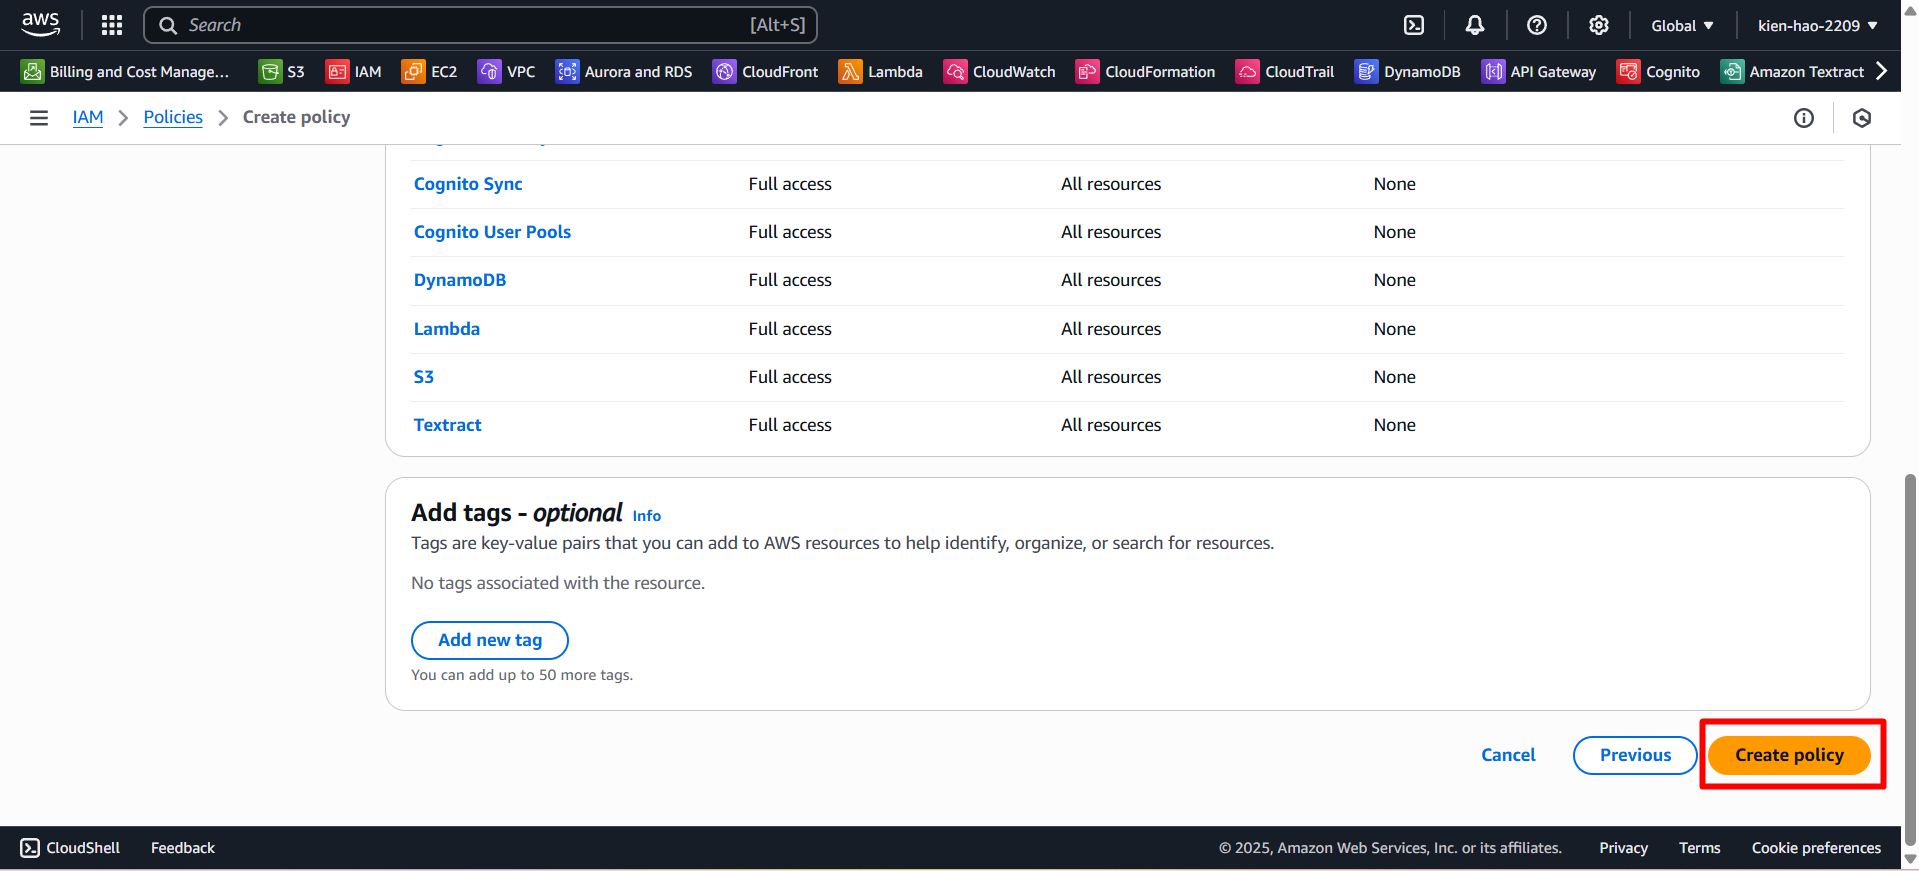 aws
Search [Alt+S]
Global kien-hao-2209
Billing and Cost Manage... S3 IAM EC2 VPC Aurora and RDS CloudFront Lambda CloudWatch CloudFormation CloudTrail DynamoDB API Gateway Cognito Amazon Textract
IAM Policies Create policy
Cognito Sync Full access All resources None
Cognito User Pools Full access All resources None
DynamoDB Full access All resources None
Lambda Full access All resources None
S3 Full access All resources None
Textract Full access All resources None
Add tags - optional Info
Tags are key-value pairs that you can add to AWS resources to help identify, organize, or search for resources.
No tags associated with the resource.
Add new tag
You can add up to 50 more tags.
Cancel Previous Create policy
CloudShell Feedback © 2025, Amazon Web Services, Inc. or its affiliates. Privacy Terms Cookie preferences